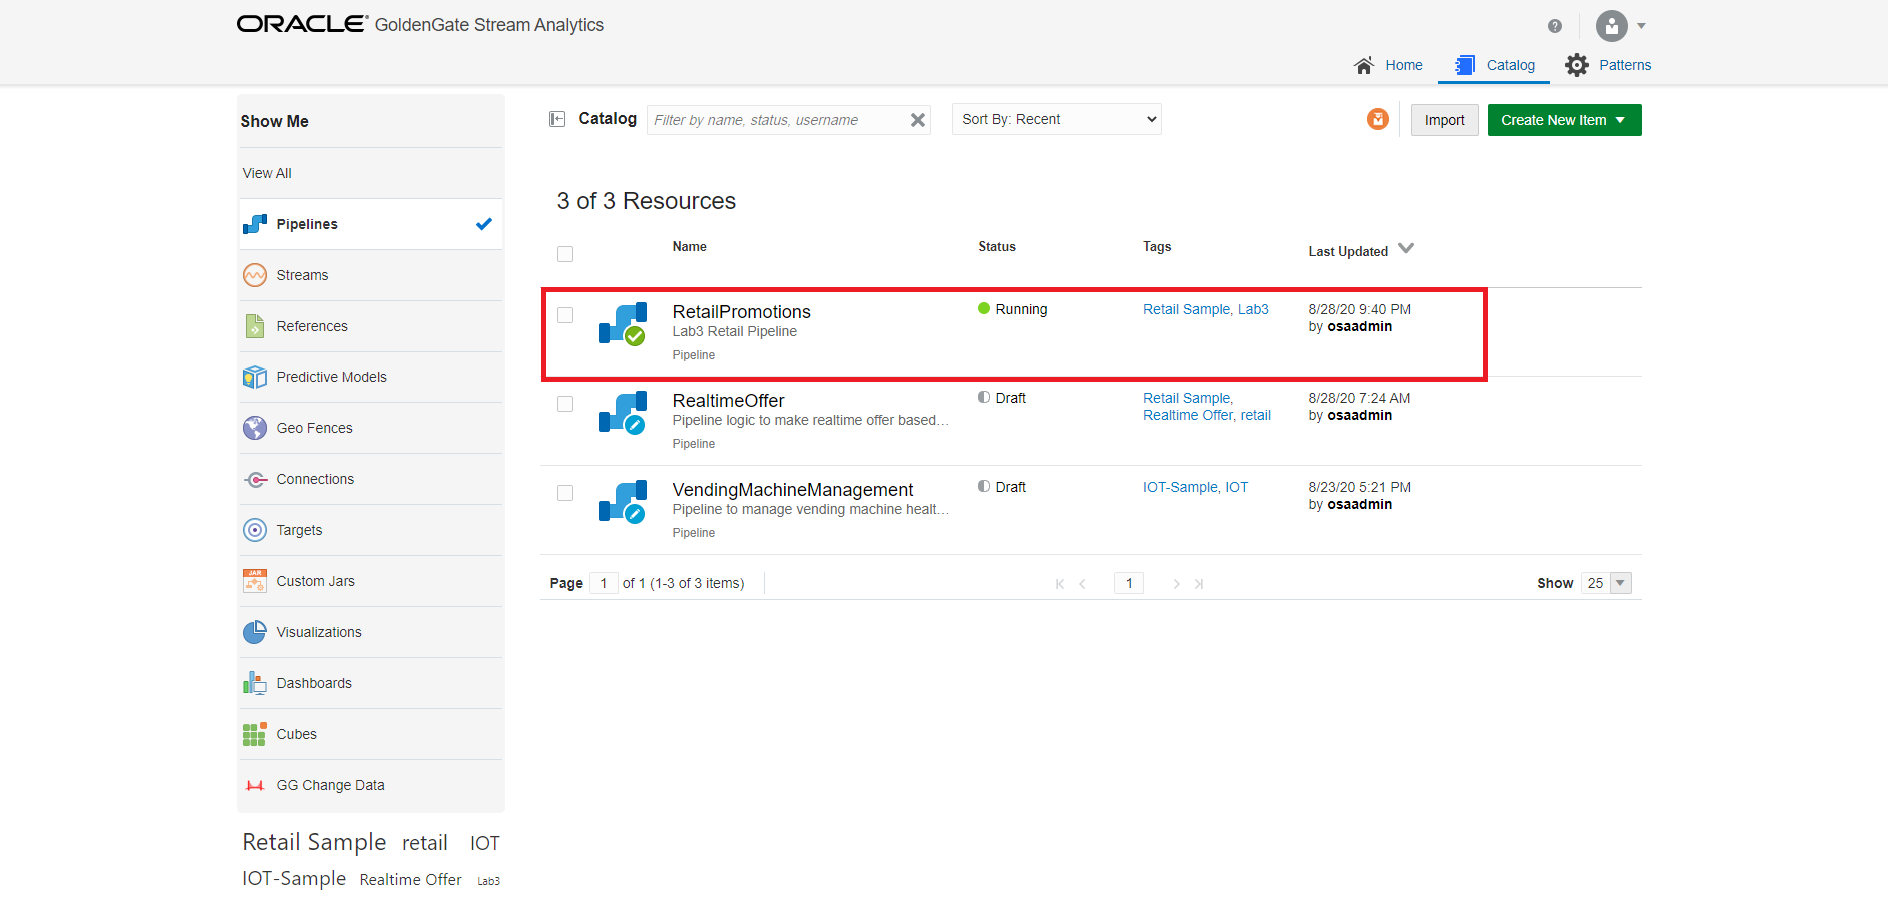 ORACLE GoldenGate Stream Analytics
Home
Catalog
Patterns
Show Me
View All
Pipelines
Streams
References
Predictive Models
Geo Fences
Connections
Targets
JAR
Custom Jars
Visualizations
Dashboards
Cubes
GG Change Data
Retail Sample retail IOT
IOT-Sample Realtime Offer Lab3
Catalog
Filter by name, status, username
Sort By: Recent
Import
Create New Item
3 of 3 Resources
Name Status Tags Last Updated
RetailPromotions
Lab3 Retail Pipeline
Pipeline
Running
Retail Sample, Lab3
8/28/20 9:40 PM
by osaadmin
RealtimeOffer
Pipeline logic to make realtime offer based…
Pipeline
Draft
Retail Sample,
Realtime Offer, retail
8/28/20 7:24 AM
by osaadmin
VendingMachineManagement
Pipeline to manage vending machine healt…
Pipeline
Draft
IOT-Sample, IOT
8/23/20 5:21 PM
by osaadmin
Page 1 of 1 (1-3 of 3 items) 1 Show 25